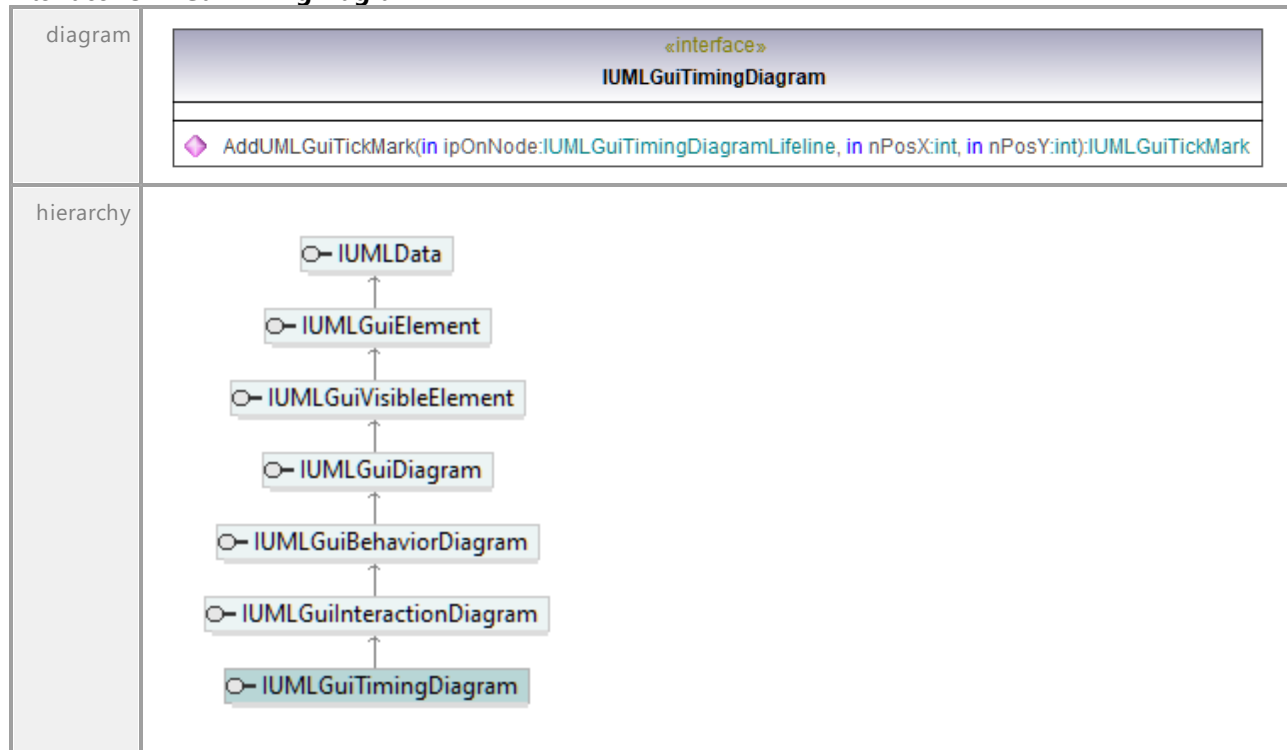 diagram
«interface»
IUMLGuiTimingDiagram
AddUMLGuiTickMark(in ipOnNode:IUMLGuiTimingDiagramLifeline, in nPosX:int, in nPosY:int):IUMLGuiTickMark
hierarchy
IUMLData
IUMLGuiElement
IUMLGuiVisibleElement
IUMLGuiDiagram
IUMLGuiBehaviorDiagram
IUMLGuiInteractionDiagram
IUMLGuiTimingDiagram